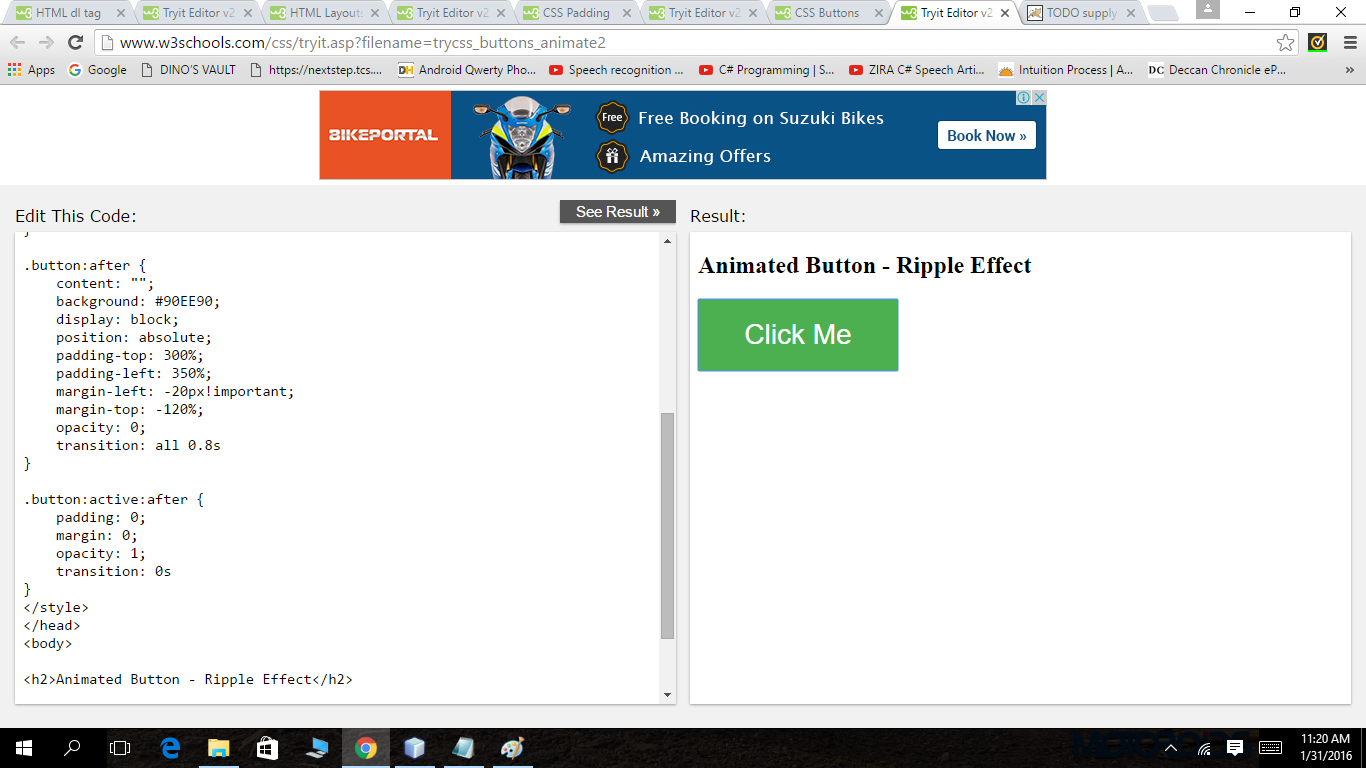 HTML dl tag
Tryit Editor v2
HTML Layout
Tryit Editor v2
CSS Padding
Tryit Editor v2
CSS Buttons
Tryit Editor v2
TODO supply
www.w3schools.com/css/tryit.asp?filename=trycss_buttons_animate2
Apps
Google
DINO'S VAULT
https://nextstep.tcs....
Android Qwerty Pho...
Speech recognition ...
C# Programming | S...
ZIRA C# Speech Arti...
Intuition Process | A...
DC Deccan Chronicle eP...
BIKEPORTAL
Free
Free Booking on Suzuki Bikes
Amazing Offers
Book Now »
Edit This Code:
See Result »
}
.button:after {
    content: "";
    background: #90EE90;
    display: block;
    position: absolute;
    padding-top: 300%;
    padding-left: 350%;
    margin-left: -20px!important;
    margin-top: -120%;
    opacity: 0;
    transition: all 0.8s
}
.button:active:after {
    padding: 0;
    margin: 0;
    opacity: 1;
    transition: 0s
}
</style>
</head>
<body>
<h2>Animated Button - Ripple Effect</h2>
Result:
Animated Button - Ripple Effect
Click Me
11:20 AM
1/31/2016